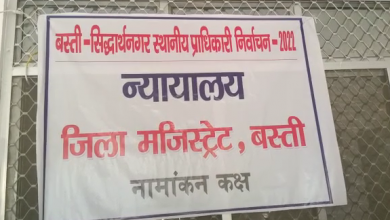 बस्ती-सिद्धार्थनगर स्थानीय प्राधिकारी निर्वाचन-2022
न्यायालय
जिला मजिस्ट्रेट, बस्ती
नामांकन कक्ष